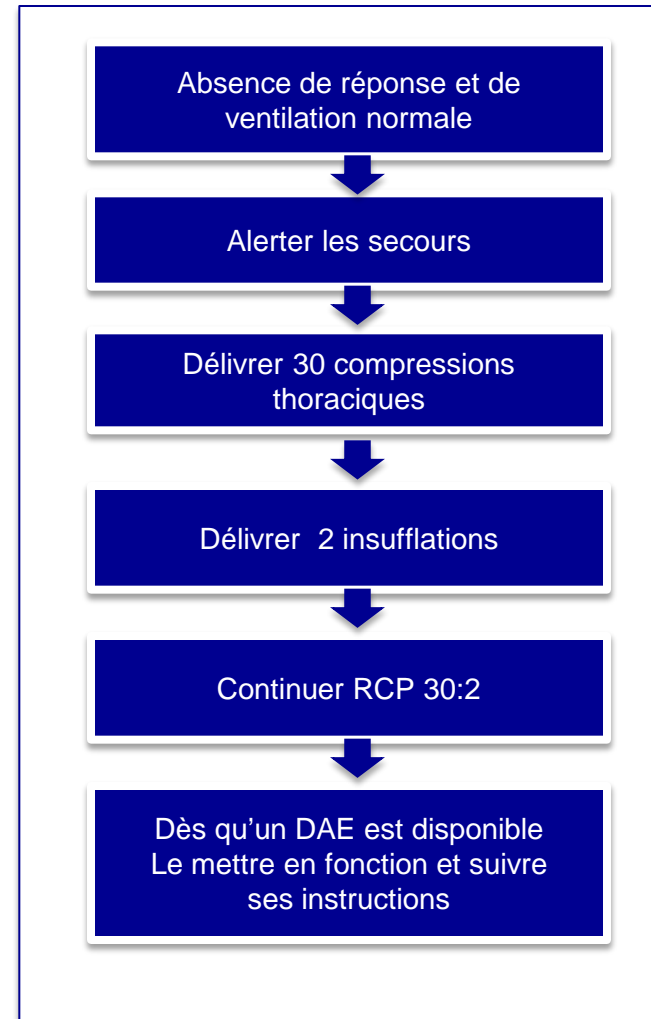 Absence de réponse et de
ventilation normale
Alerter les secours
Délivrer 30 compressions
thoraciques
Délivrer  2 insufflations
Continuer RCP 30:2
Dès qu’un DAE est disponible
Le mettre en fonction et suivre
ses instructions